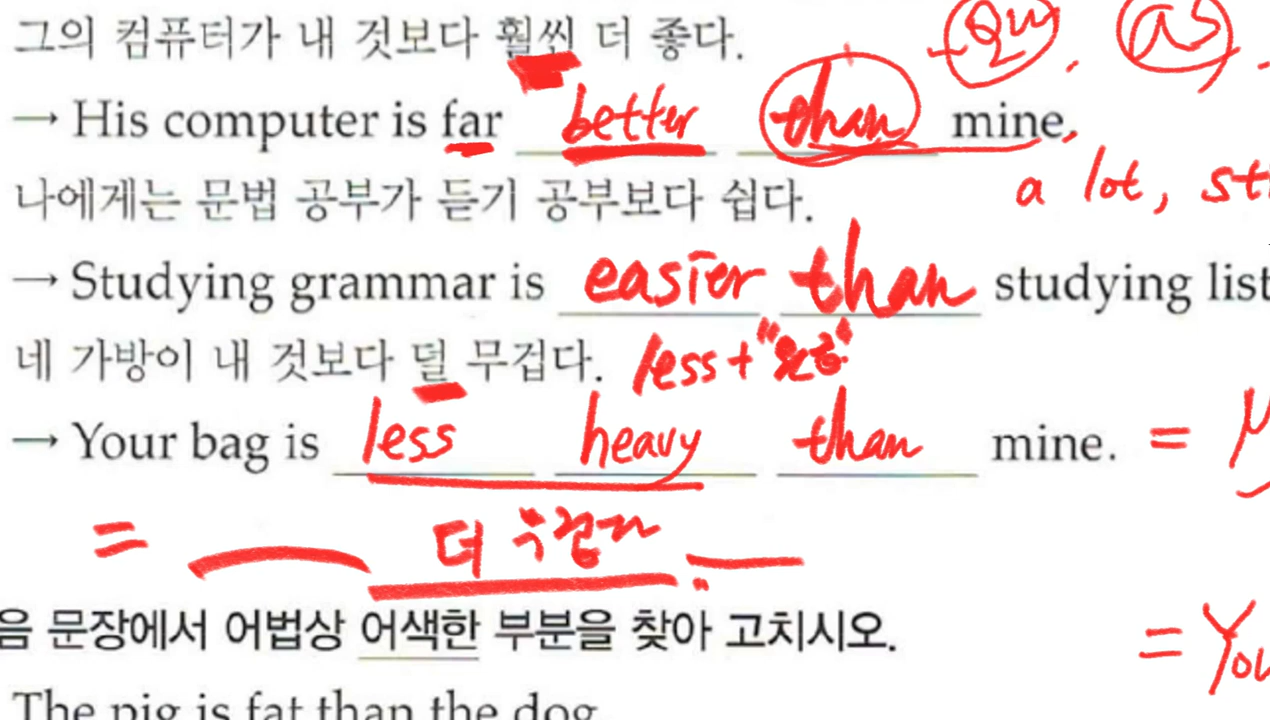 그의 컴퓨터가 내 것보다 훨씬 더 좋다.
as
→ His computer is far better than mine.
a lot,
나에게는 문법 공부가 듣기 공부보다 쉽다.
→ Studying grammar is easier than studying list
네 가방이 내 것보다 덜 무겁다. less + "원급"
→ Your bag is less heavy than mine. =
= 더
음 문장에서 어법상 어색한 부분을 찾아 고치시오.
= You
The pig is fat than the dog.